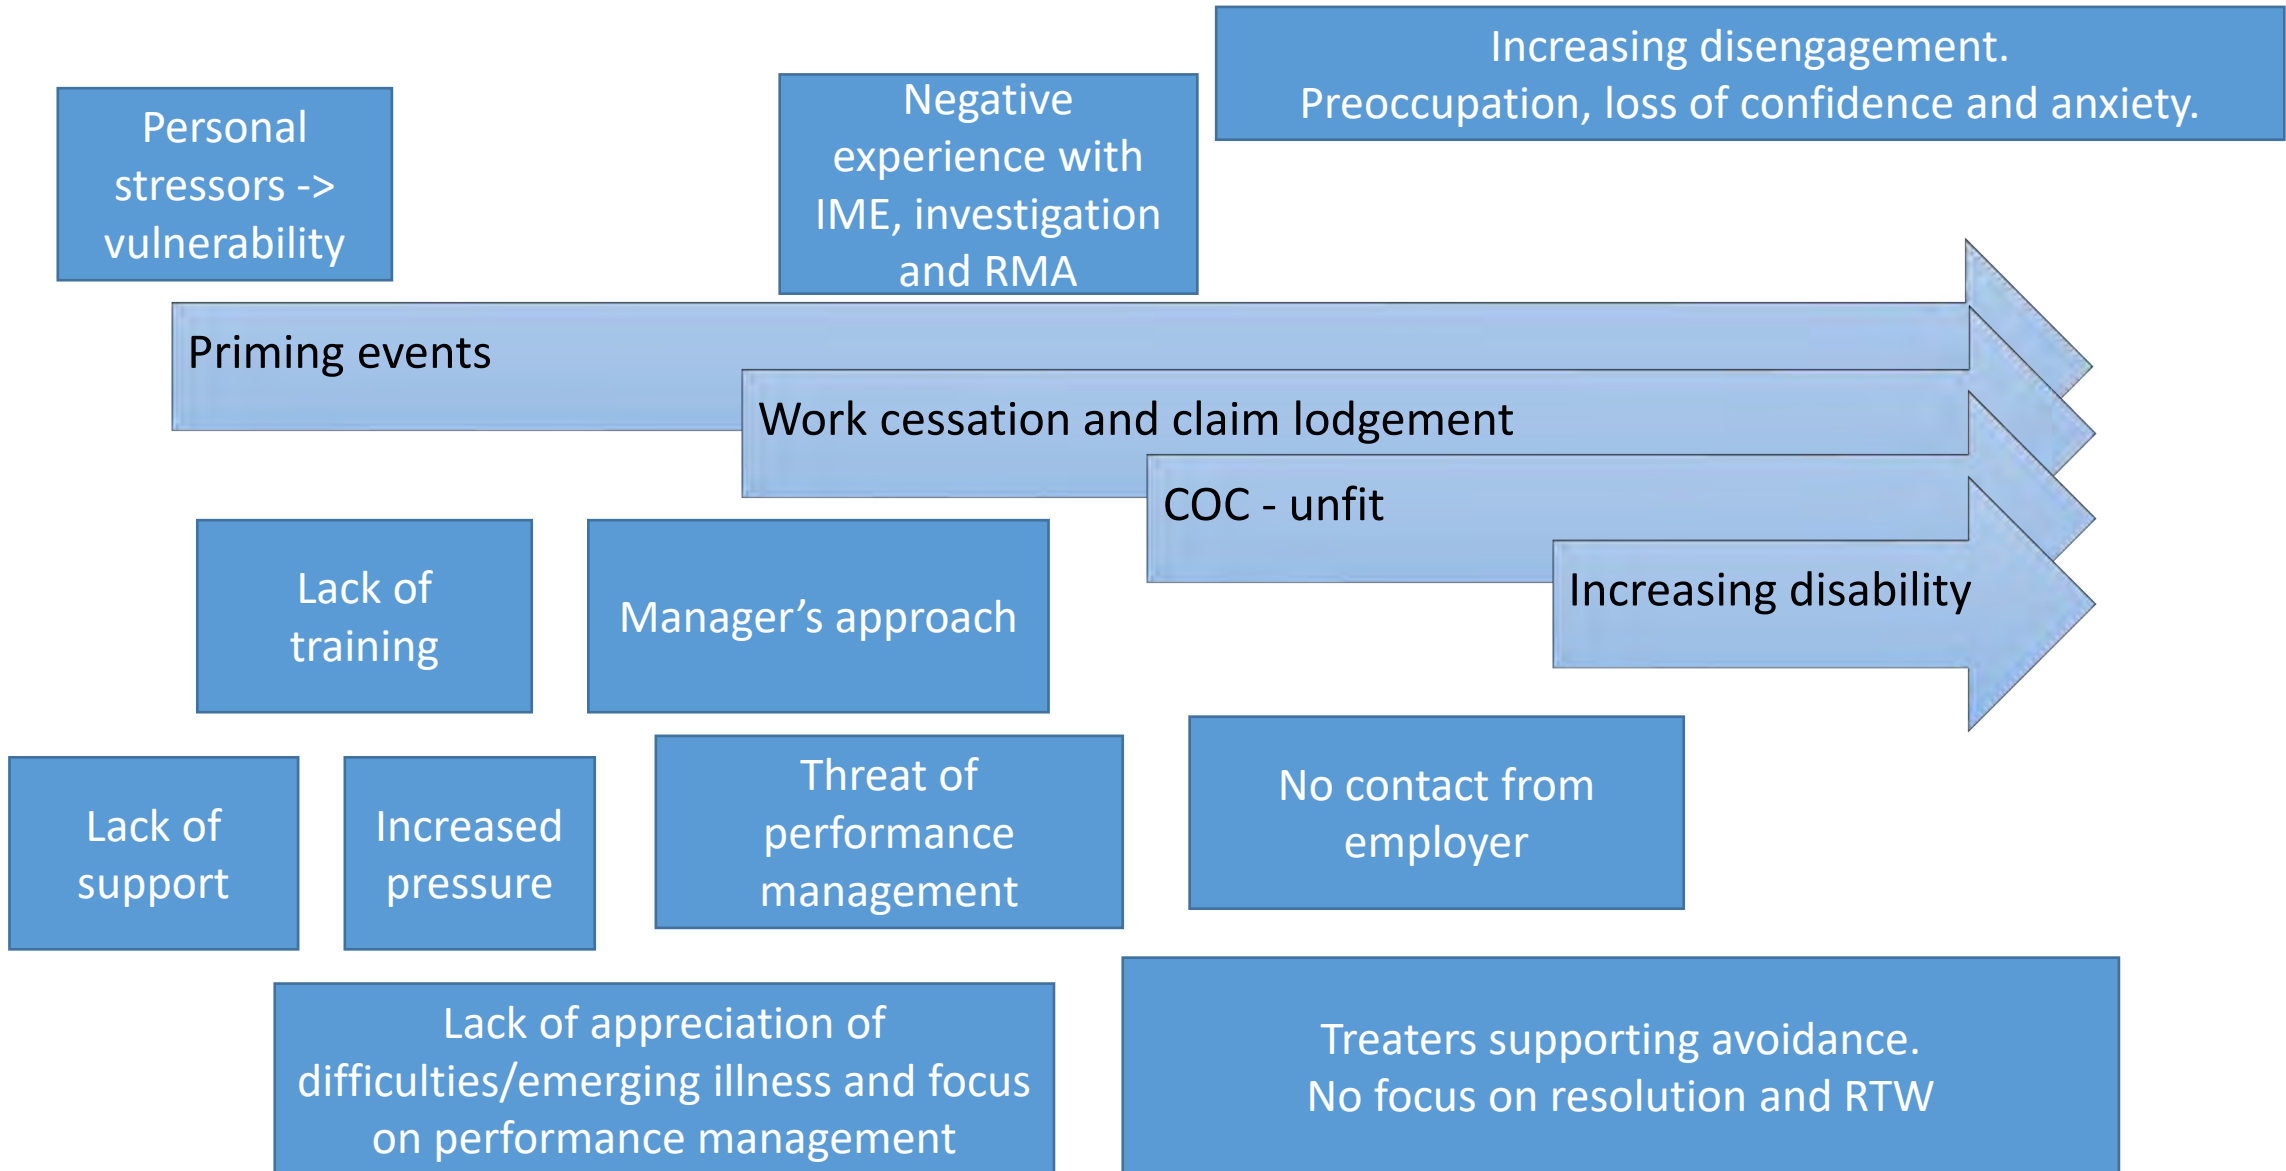 Increasing disengagement.
Preoccupation, loss of confidence and anxiety.
Personal
stressors ->
vulnerability
Negative
experience with
IME, investigation
and RMA
Priming events
Work cessation and claim lodgement
COC - unfit
Increasing disability
Lack of
training
Manager’s approach
Lack of
support
Increased
pressure
Threat of
performance
management
No contact from
employer
Lack of appreciation of
difficulties/emerging illness and focus
on performance management
Treaters supporting avoidance.
No focus on resolution and RTW